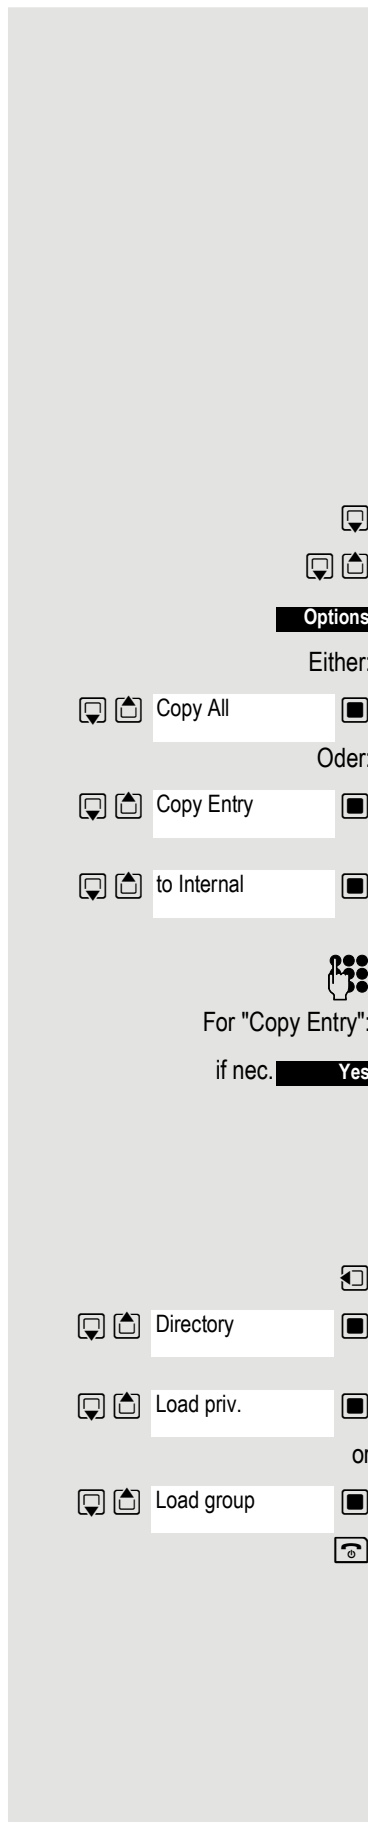 Options
Either:
Copy All
Oder:
Copy Entry
to Internal
For "Copy Entry":
if nec. Yes
Directory
Load priv.
or
Load group